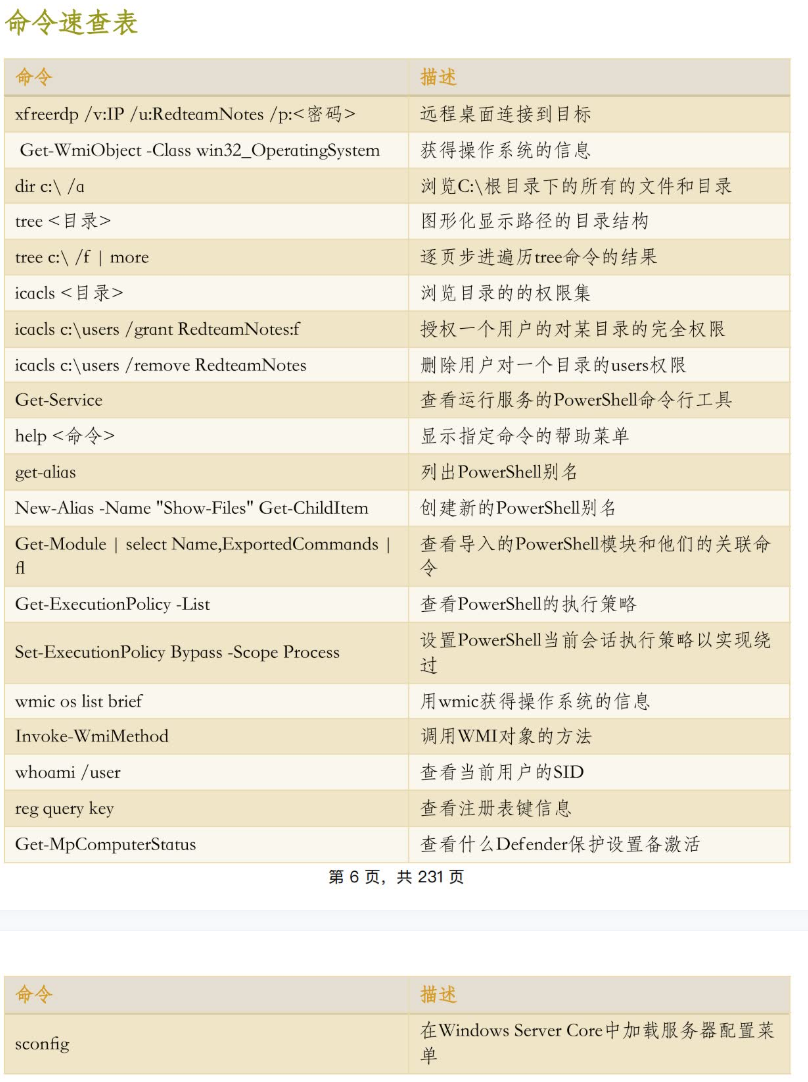 命令速查表
命令 描述
xfreerdp /v:IP /u:RedteamNotes /p:<密码> 远程桌面连接到目标
Get-WmiObject -Class win32_OperatingSystem 获得操作系统的信息
dir c:\ /a 浏览C:\根目录下的所有的文件和目录
tree <目录> 图形化显示路径的目录结构
tree c:\ /f | more 逐页步进遍历tree命令的结果
icacls <目录> 浏览目录的的权限集
icacls c:\users /grant RedteamNotes:f 授权一个用户的对某目录的完全权限
icacls c:\users /remove RedteamNotes 删除用户对一个目录的users权限
Get-Service 查看运行服务的PowerShell命令行工具
help <命令> 显示指定命令的帮助菜单
get-alias 列出PowerShell别名
New-Alias -Name "Show-Files" Get-ChildItem 创建新的PowerShell别名
Get-Module | select Name,ExportedCommands | 查看导入的PowerShell模块和他们的关联命
fl 令
Get-ExecutionPolicy -List 查看PowerShell的执行策略
Set-ExecutionPolicy Bypass -Scope Process 设置PowerShell当前会话执行策略以实现绕
过
wmic os list brief 用wmic获得操作系统的信息
Invoke-WmiMethod 调用WMI对象的方法
whoami /user 查看当前用户的SID
reg query key 查看注册表键信息
Get-MpComputerStatus 查看什么Defender保护设置备激活
第 6 页，共 231 页
命令 描述
sconfig 在Windows Server Core中加载服务器配置菜
单